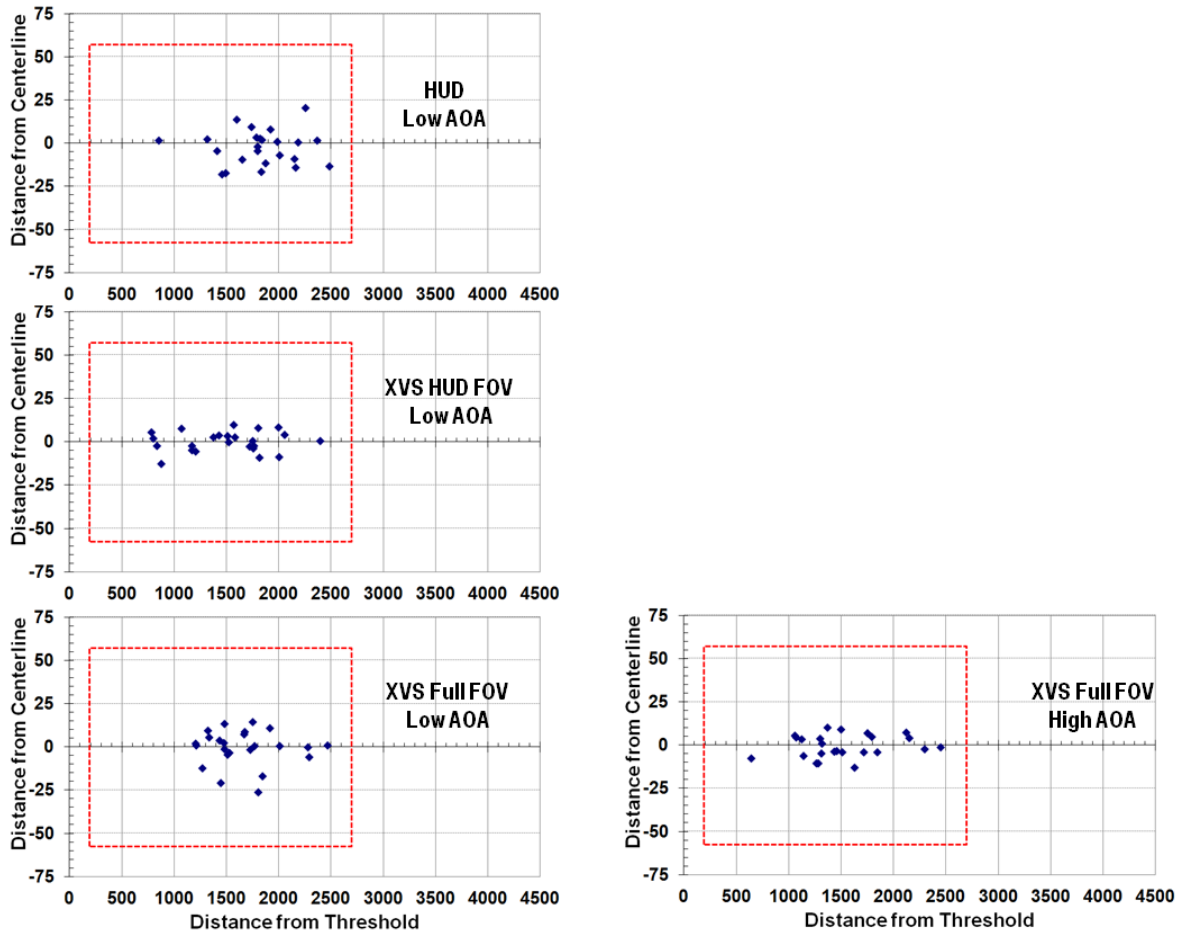 75
50
25
0
-25
-50
-75
Distance from Centerline
HUD
Low AOA
0 500 1000 1500 2000 2500 3000 3500 4000 4500
75
50
25
0
-25
-50
-75
Distance from Centerline
XVS HUD FOV
Low AOA
0 500 1000 1500 2000 2500 3000 3500 4000 4500
75
50
25
0
-25
-50
-75
Distance from Centerline
XVS Full FOV
Low AOA
0 500 1000 1500 2000 2500 3000 3500 4000 4500
Distance from Threshold
75
50
25
0
-25
-50
-75
Distance from Centerline
XVS Full FOV
High AOA
0 500 1000 1500 2000 2500 3000 3500 4000 4500
Distance from Threshold